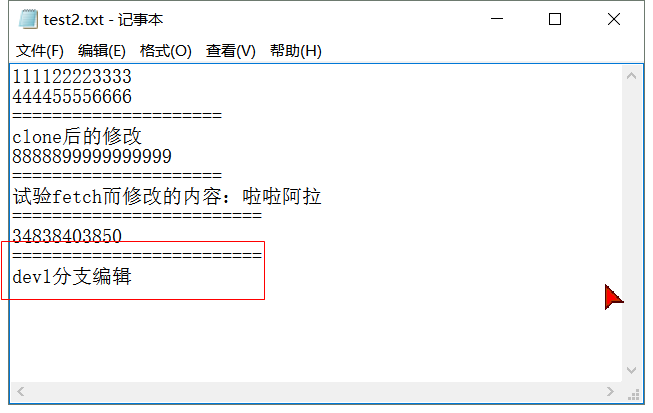 test2.txt - 记事本
文件(F) 编辑(E) 格式(O) 查看(V) 帮助(H)
111122223333
444455556666
=====================
clone后的修改
8888899999999999
=====================
试验fetch而修改的内容：啦啦阿拉
=========================
34838403850
=========================
dev1分支编辑